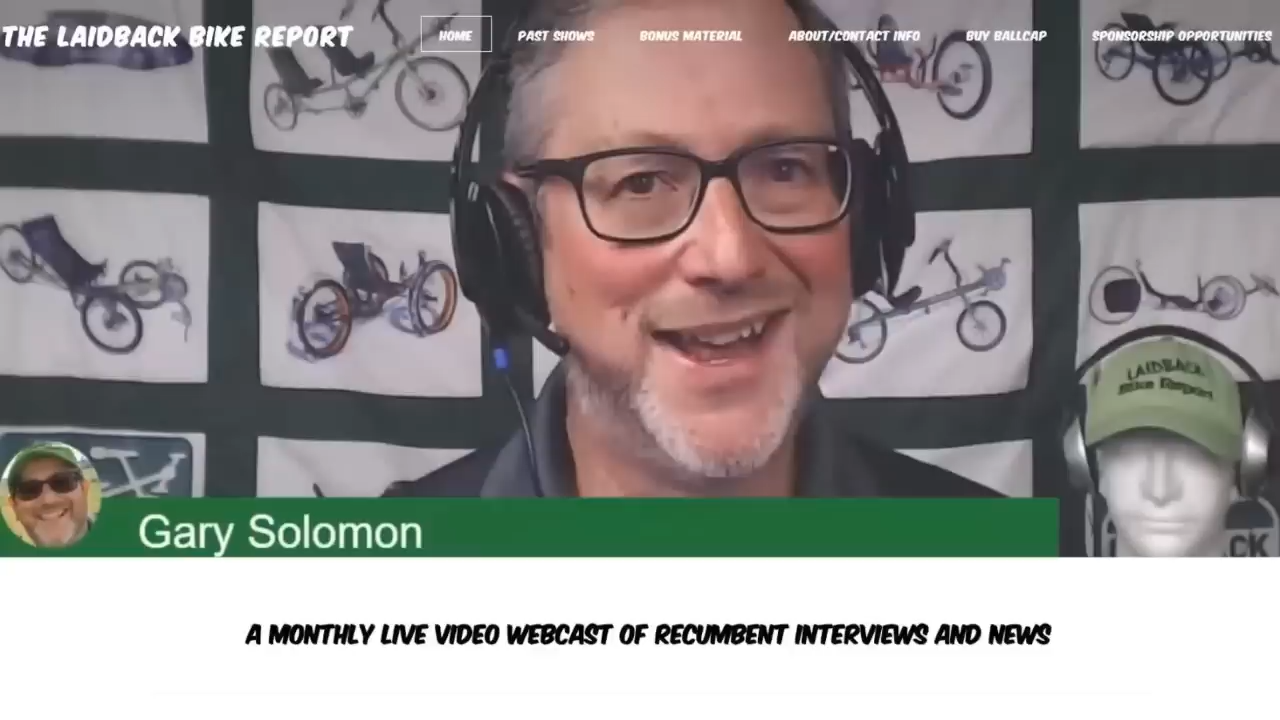 THE LAIDBACK BIKE REPORT
HOME
PAST SHOWS
BONUS MATERIAL
ABOUT/CONTACT INFO
BUY BALLCAP
SPONSORSHIP OPPORTUNITIES
LAIDBACK
Bike Report
Gary Solomon
CK
A MONTHLY LIVE VIDEO WEBCAST OF RECUMBENT INTERVIEWS AND NEWS